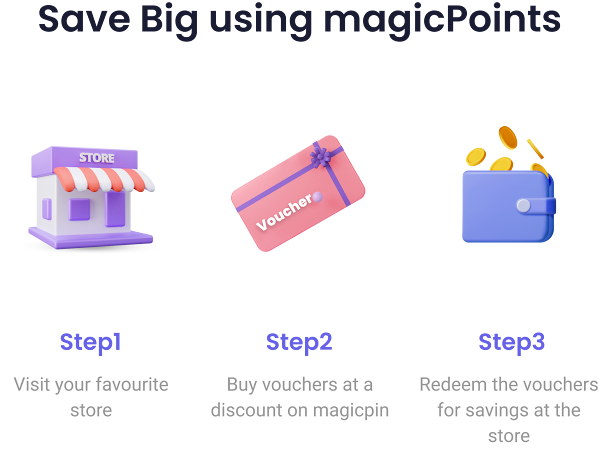 Save Big using magicPoints
STORE
Voucher
Step1
Visit your favourite
store
Step2
Buy vouchers at a
discount on magicpin
Step3
Redeem the vouchers
for savings at the
store